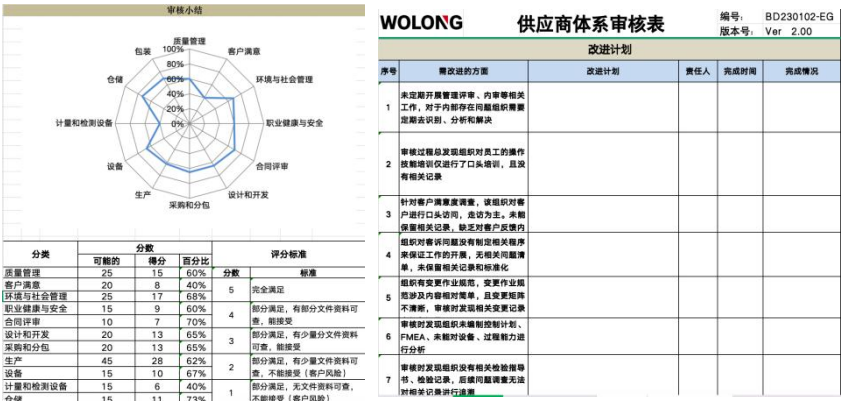 审核小结
质量管理
客户满意
环境与社会管理
职业健康与安全
合同评审
设计和开发
采购和分包
生产
设备
计量和检测设备
仓储
包装
100%
80%
60%
40%
20%
0%
分类 分数 评分标准
可能的 得分 百分比 分数 标准
质量管理 25 15 60%
客户满意 20 8 40%
环境与社会管理 25 17 68%
职业健康与安全 15 9 60%
合同评审 10 7 70%
设计和开发 20 13 65%
采购和分包 20 13 65%
生产 45 28 62%
设备 15 10 67%
计量和检测设备 15 6 40%
仓储 15 11 73%
5 完全满足
4 部分满足，有部分文件资料可
查，能接受
3 部分满足，有少量分文件资料
可查，能接受
2 部分满足，有少量文件资料可
查，不能接受（客户风险）
1 部分满足，无文件资料可查，
不能接受（客户风险）
WOLONG
供应商体系审核表
编号： BD230102-EG
版本号： Ver 2.00
改进计划
序号 需改进的方面 改进计划 责任人 完成时间 完成情况
1 未定期开展管理评审、内审等相关
工作，对于内部存在问题组织需要
定期去识别、分析和解决
2 审核过程总发现组织对员工的操作
技能培训仅进行了口头培训，且没
有相关记录
3 针对客户满意度调查，该组织对客
户进行口头访问，走访为主。未能
保留相关记录，缺乏对客户反馈内
4 组织对客诉问题没有制定相关程序
来保证工作的开展，无相关问题清
单，未保留相关记录和标准化
5 组织有变更作业规范，变更作业规
范涉及内容相对简单，且变更矩阵
不清晰，审核时发现相关变更记录
6 审核时发现组织未编制控制计划、
FMEA、未能对设备、过程能力进
行分析
7 审核时发现组织没有相关检验指导
书、检验记录，后续问题调查无法
对相关记录进行追溯